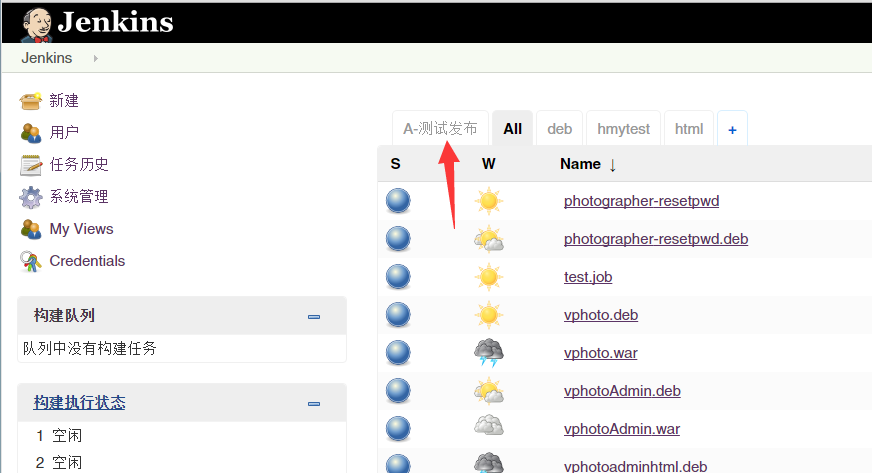 Jenkins
Jenkins
新建
用户
任务历史
系统管理
My Views
Credentials
构建队列
队列中没有构建任务
构建执行状态
1 空闲
2 空闲
A-测试发布 All deb hmytest html +
S W Name ↓
photographer-resetpwd
photographer-resetpwd.deb
test.job
vphoto.deb
vphoto.war
vphotoAdmin.deb
vphotoAdmin.war
vphotoadminhtml.deb